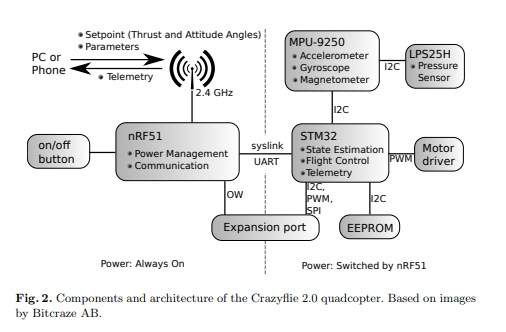 Setpoint (Thrust and Attitude Angles)
Parameters
PC or
Phone
Telemetry
2.4 GHz
MPU-9250
Accelerometer
Gyroscope
Magnetometer
I2C
LPS25H
Pressure
Sensor
I2C
on/off
button
nRF51
Power Management
Communication
syslink
UART
STM32
State Estimation
Flight Control
Telemetry
PWM
Motor
driver
OW
I2C,
PWM,
SPI
I2C
Expansion port
EEPROM
Power: Always On
Power: Switched by nRF51
Fig. 2. Components and architecture of the Crazyflie 2.0 quadcopter. Based on images
by Bitcraze AB.